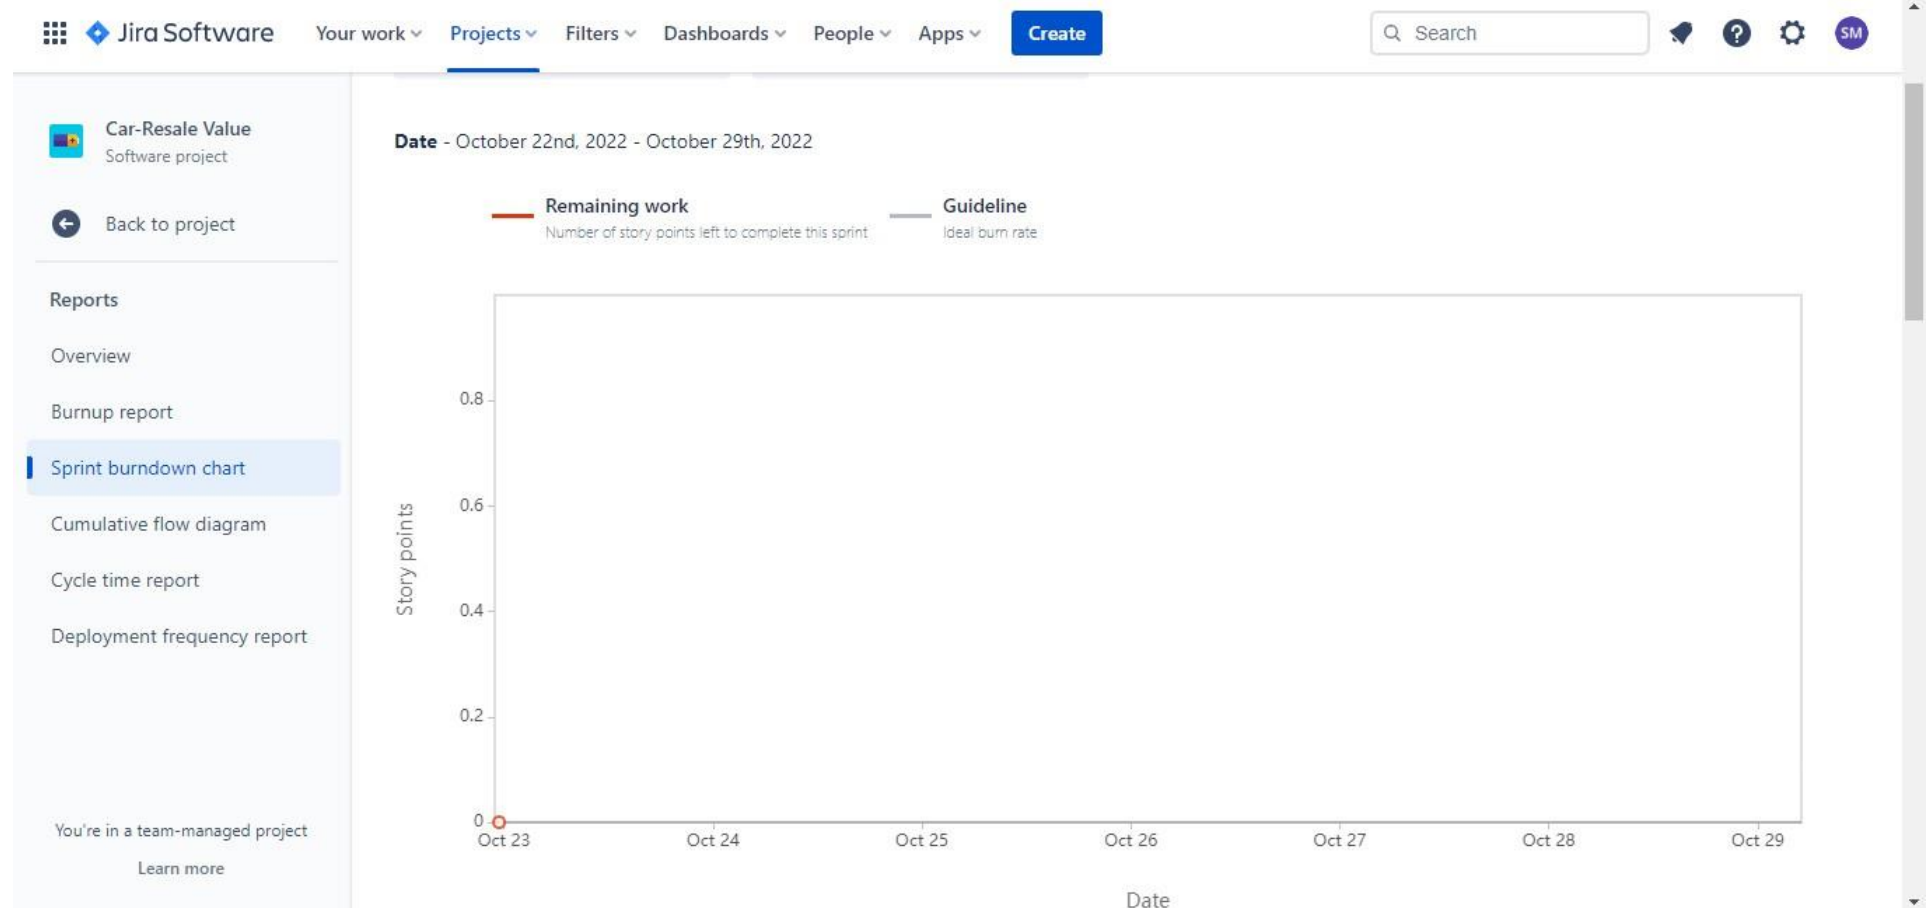 Jira Software Your work Projects Filters Dashboards People Apps Create Search SM
Car-Resale Value
Software project
Back to project
Reports
Overview
Burnup report
Sprint burndown chart
Cumulative flow diagram
Cycle time report
Deployment frequency report
You're in a team-managed project
Learn more
Date - October 22nd, 2022 - October 29th, 2022
Remaining work
Number of story points left to complete this sprint
Guideline
Ideal burn rate
Story points
0.8
0.6
0.4
0.2
0
Oct 23 Oct 24 Oct 25 Oct 26 Oct 27 Oct 28 Oct 29
Date